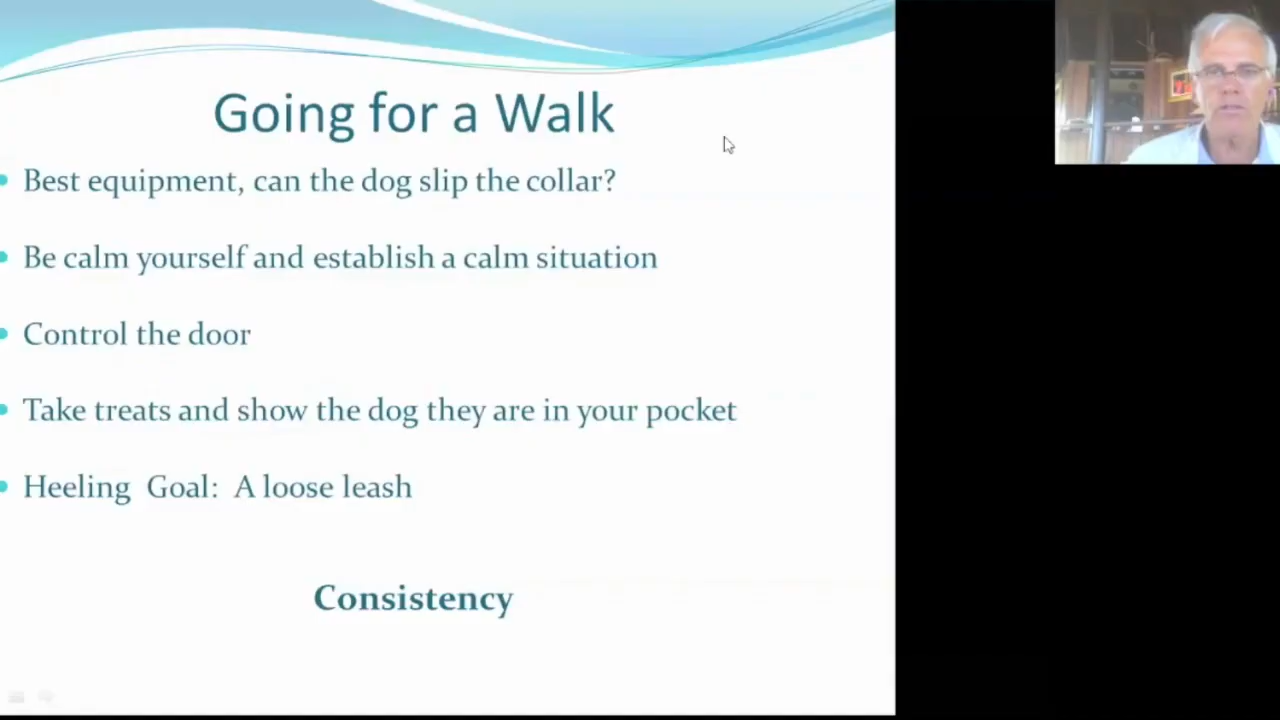 Going for a Walk
Best equipment, can the dog slip the collar?
Be calm yourself and establish a calm situation
Control the door
Take treats and show the dog they are in your pocket
Heeling Goal: A loose leash
Consistency